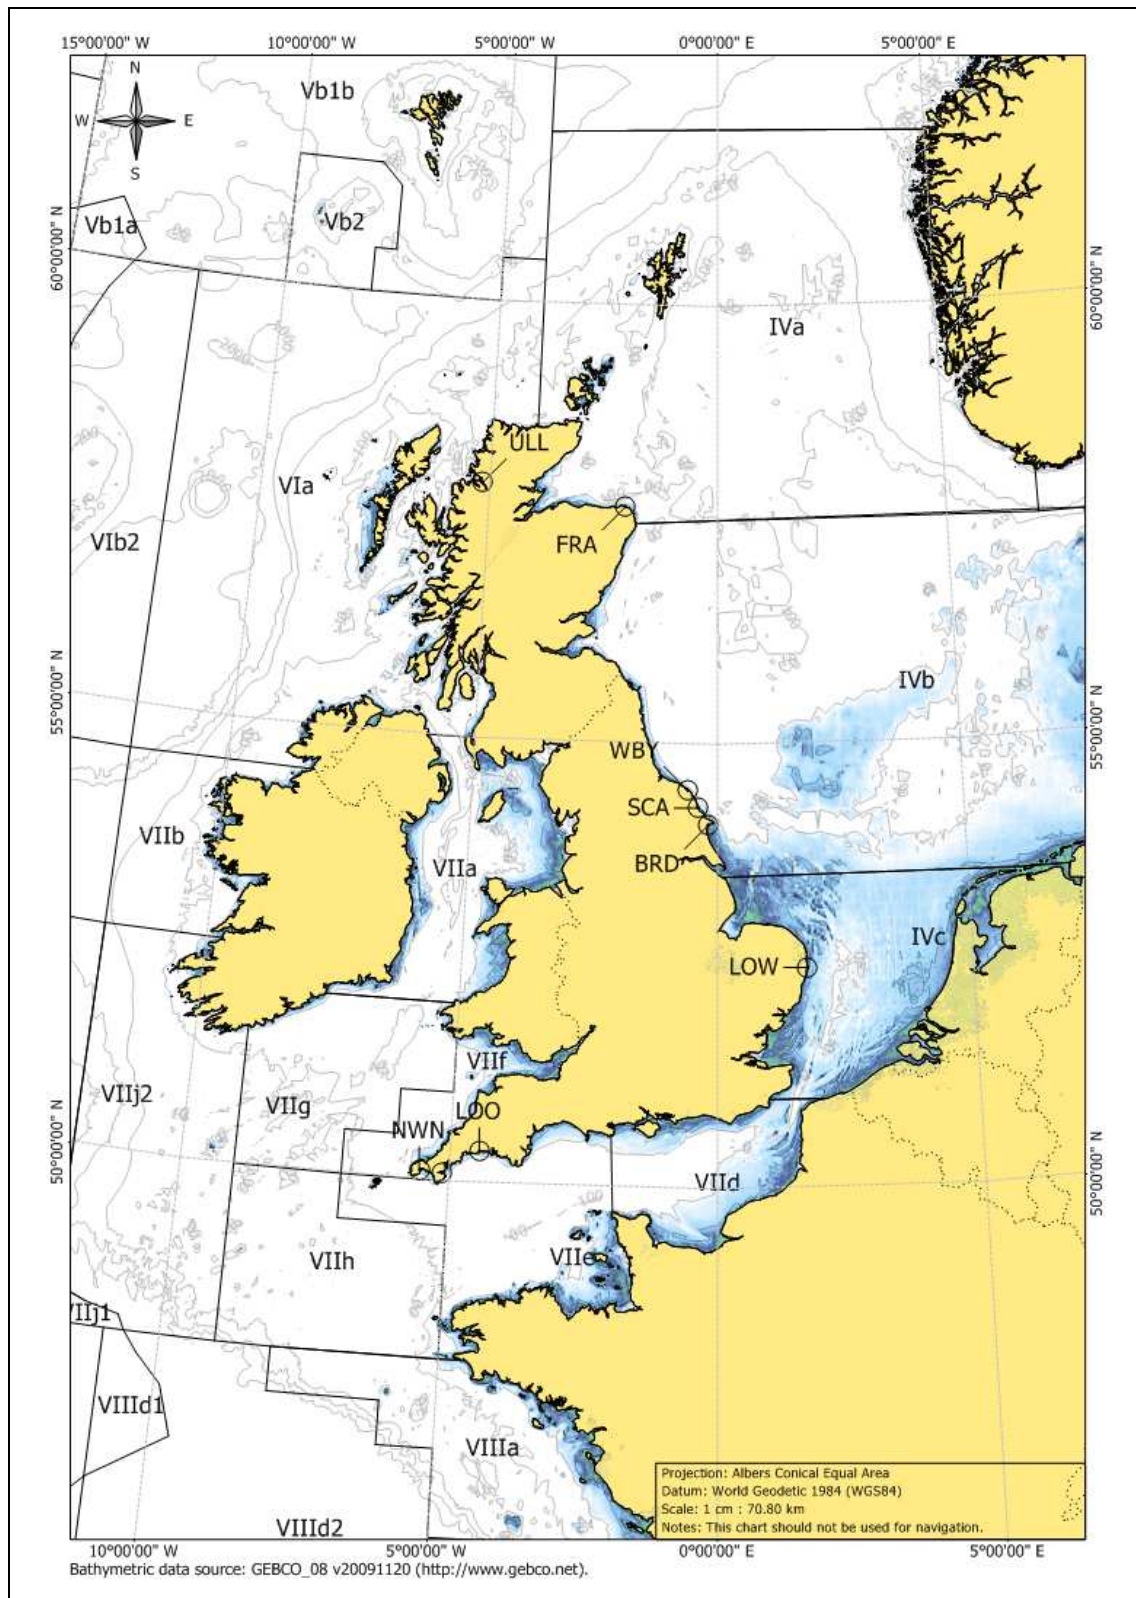 15°00'00" W 10°00'00" W 5°00'00" W 0°00'00" E 5°00'00" E
N
W E
S
Vb1b
Vb1a
Vb2
60°00'00" N
60°00'00" N
IVa
ULL
VIa
VIb2
FRA
55°00'00" N
55°00'00" N
IVb
WBY
SCA
BRD
VIIb
VIIa
IVc
LOW
VIIf
VIIj2
VIIg
LOO
NWN
50°00'00" N
50°00'00" N
VIId
VIIe
VIIh
VIIj1
VIIId1
VIIIa
VIIId2
Projection: Albers Conical Equal Area
Datum: World Geodetic 1984 (WGS84)
Scale: 1 cm : 70.80 km
Notes: This chart should not be used for navigation.
10°00'00" W 5°00'00" W 0°00'00" E 5°00'00" E
Bathymetric data source: GEBCO_08 v20091120 (http://www.gebco.net).